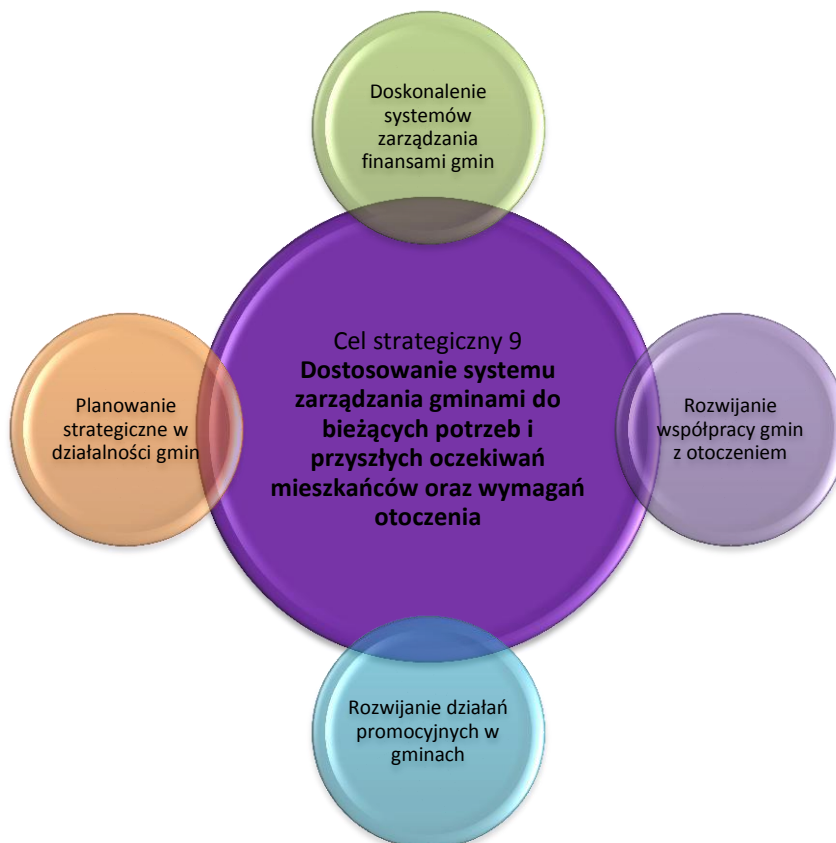 Doskonalenie
systemów
zarządzania
finansami gmin
Cel strategiczny 9
Dostosowanie systemu
zarządzania gminami do
bieżących potrzeb i
przyszłych oczekiwań
mieszkańców oraz wymagań
otoczenia
Planowanie
strategiczne w
działalności gmin
Rozwijanie
współpracy gmin
z otoczeniem
Rozwijanie działań
promocyjnych w
gminach